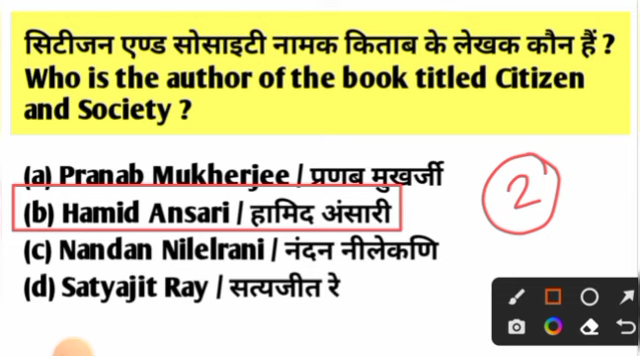 सिटीजन एण्ड सोसाइटी नामक किताब के लेखक कौन हैं ?
Who is the author of the book titled Citizen
and Society ?
(a) Pranab Mukherjee / प्रणब मुखर्जी
(b) Hamid Ansari / हामिद अंसारी
2
(c) Nandan Nilelrani / नंदन नीलेकणि
(d) Satyajit Ray / सत्यजीत रे